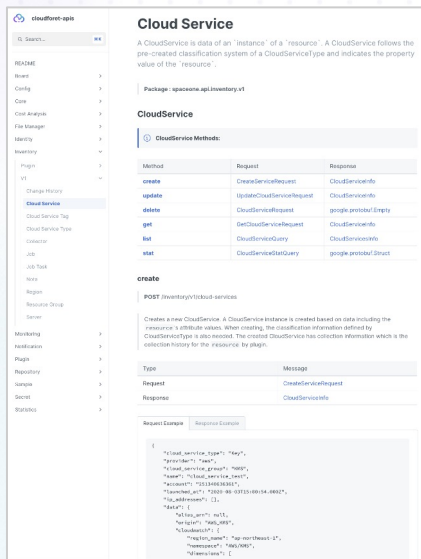 cloudforet-apis
Search...
⌘K
README
Board
Config
Core
Cost Analysis
File Manager
Identity
Inventory
Plugin
V1
Change History
Cloud Service
Cloud Service Tag
Cloud Service Type
Collector
Job
Job Task
Note
Region
Resource Group
Server
Monitoring
Notification
Plugin
Repository
Sample
Secret
Statistics
Cloud Service
A CloudService is data of an `instance` of a `resource`. A CloudService follows the
pre-created classification system of a CloudServiceType and indicates the property
value of the `resource`.
Package : spaceone.api.inventory.v1
CloudService
CloudService Methods:
Method Request Response
create CreateServiceRequest CloudServiceInfo
update UpdateCloudServiceRequest CloudServiceInfo
delete CloudServiceRequest google.protobuf.Empty
get GetCloudServiceRequest CloudServiceInfo
list CloudServiceQuery CloudServicesInfo
stat CloudServiceStatQuery google.protobuf.Struct
create
POST /inventory/v1/cloud-services
Creates a new CloudService. A CloudService instance is created based on data including the
resource's attribute values. When creating, the classification information defined by
CloudServiceType is also needed. The created CloudService has collection information which is the
collection history for the resource by plugin.
Type Message
Request CreateServiceRequest
Response CloudServiceInfo
Request Example Response Example
{
"cloud_service_type": "Key",
"provider": "aws",
"cloud_service_group": "KMS",
"name": "cloud_service_test",
"ip_addresses": [],
"data": {
"alias_arn": null,
"origin": "AWS_KMS",
"cloudwatch": {
"region_name": "ap-northeast-2",
"namespace": "AWS/KMS",
"dimensions": [